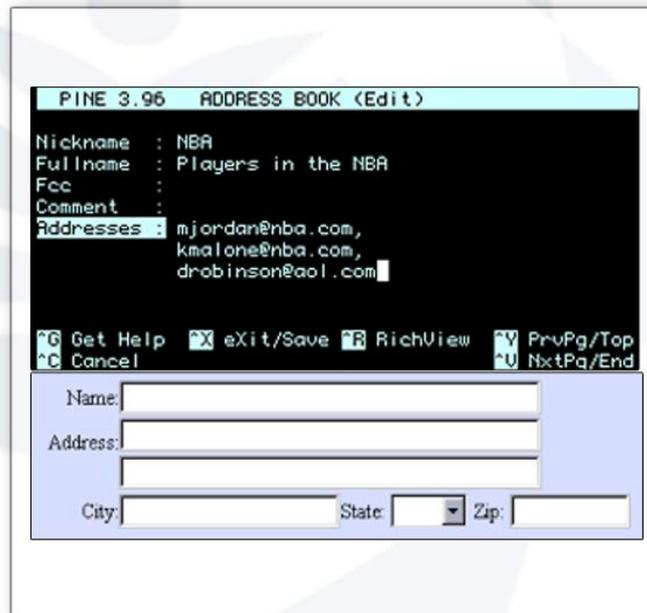 PINE 3.96 ADDRESS BOOK (Edit)
Nickname : NBA
Fullname : Players in the NBA
Fcc :
Comment :
Addresses : mjordan@nba.com,
kmalone@nba.com,
drobinson@aol.com
^G Get Help ^X eXit/Save ^R RichView ^Y PrvPg/Top
^C Cancel ^V NxtPg/End
Name:
Address:
City: State: Zip: